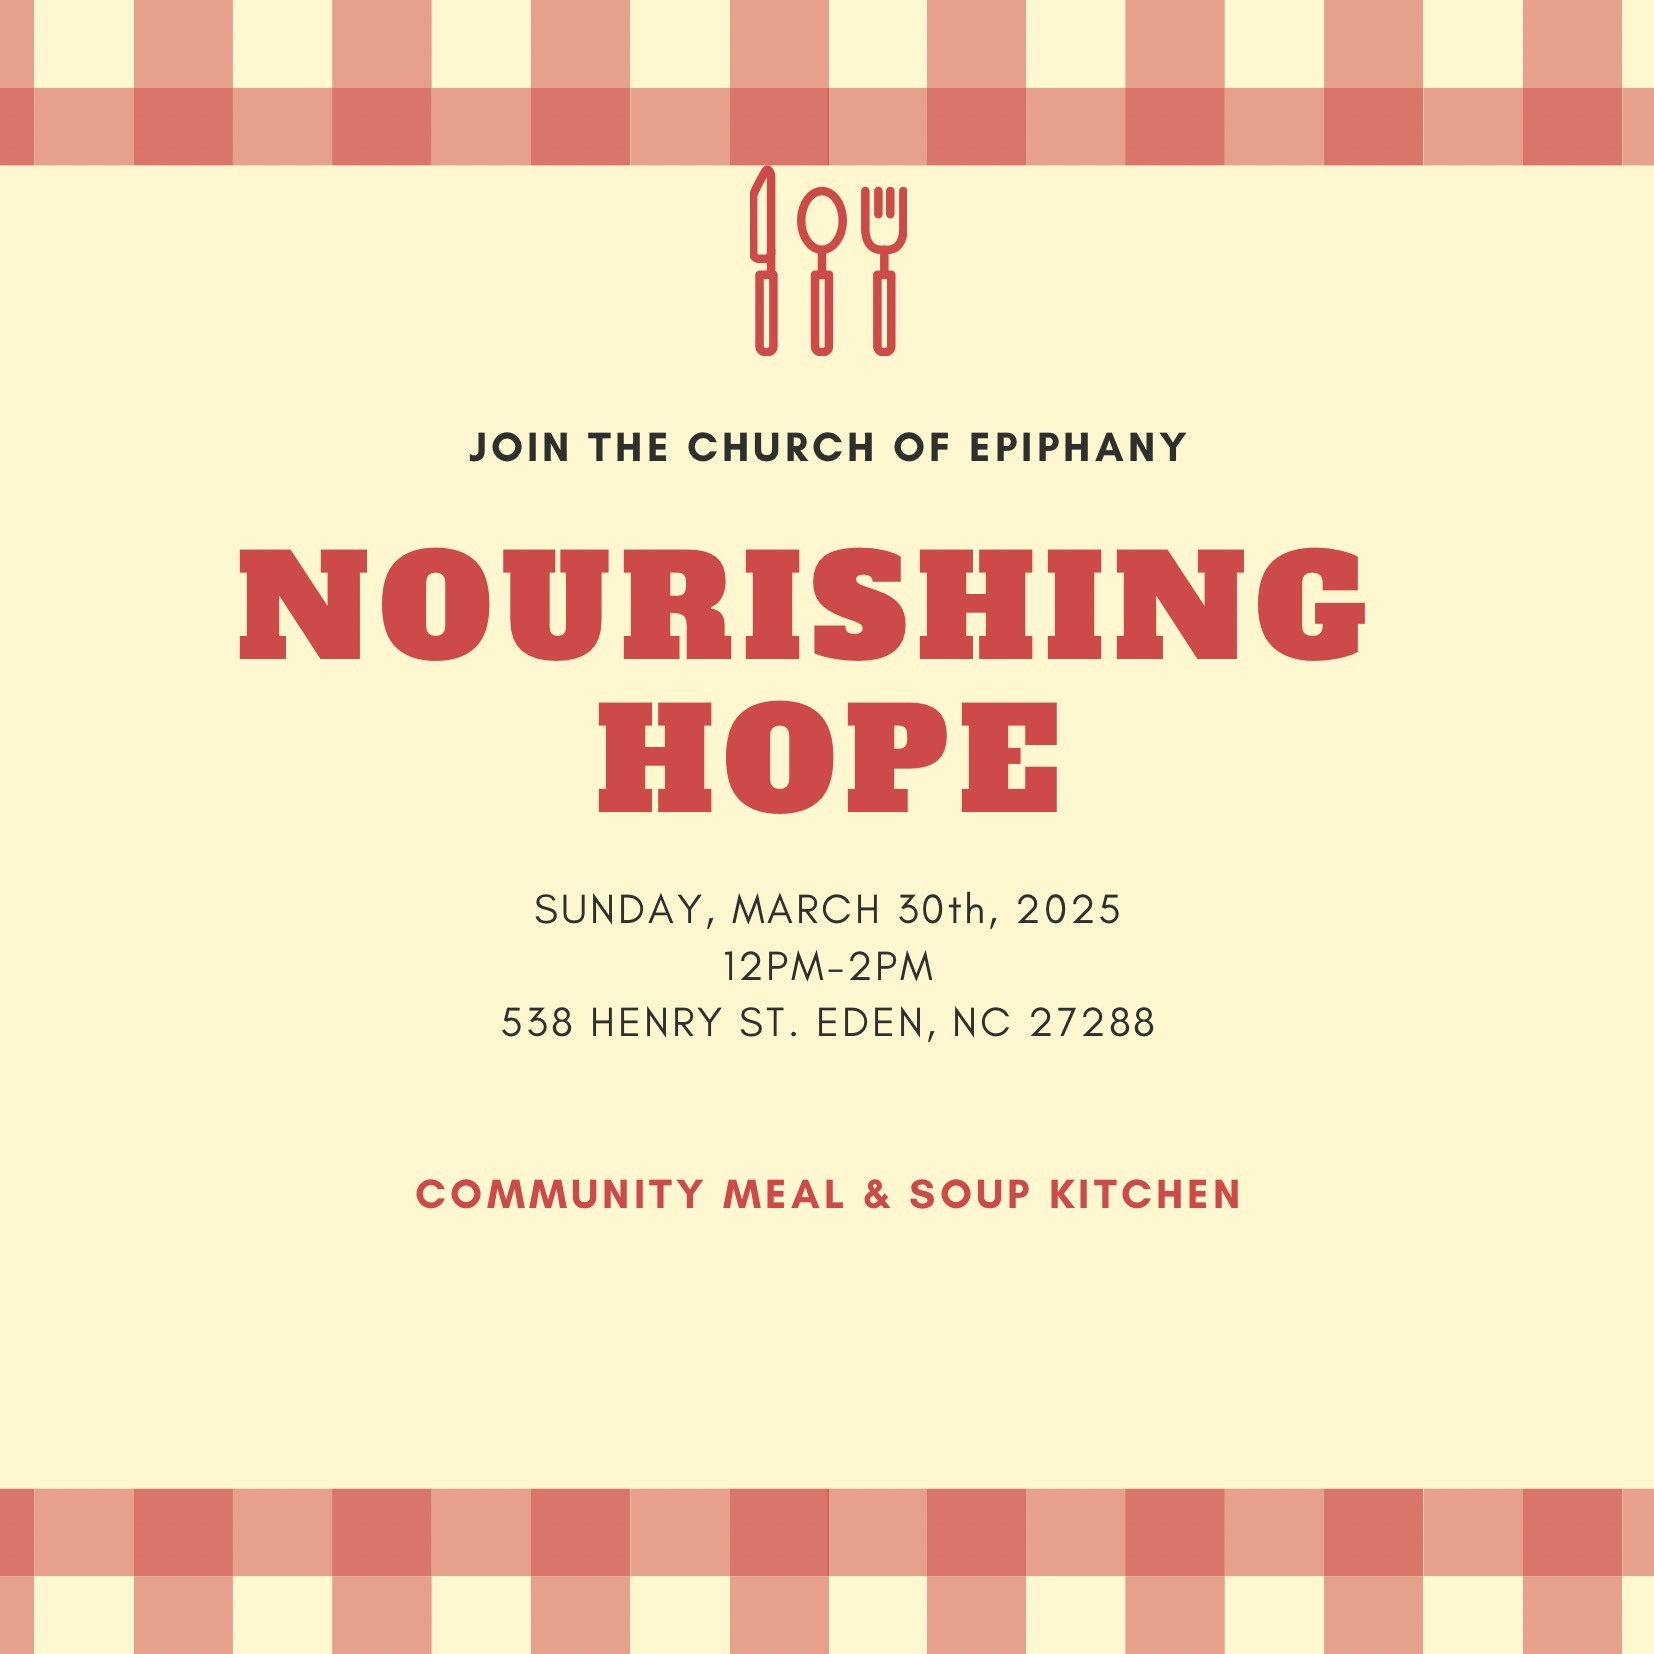 JOIN THE CHURCH OF EPIPHANY
NOURISHING
HOPE
SUNDAY, MARCH 30th, 2025
12PM-2PM
538 HENRY ST. EDEN, NC 27288
COMMUNITY MEAL & SOUP KITCHEN